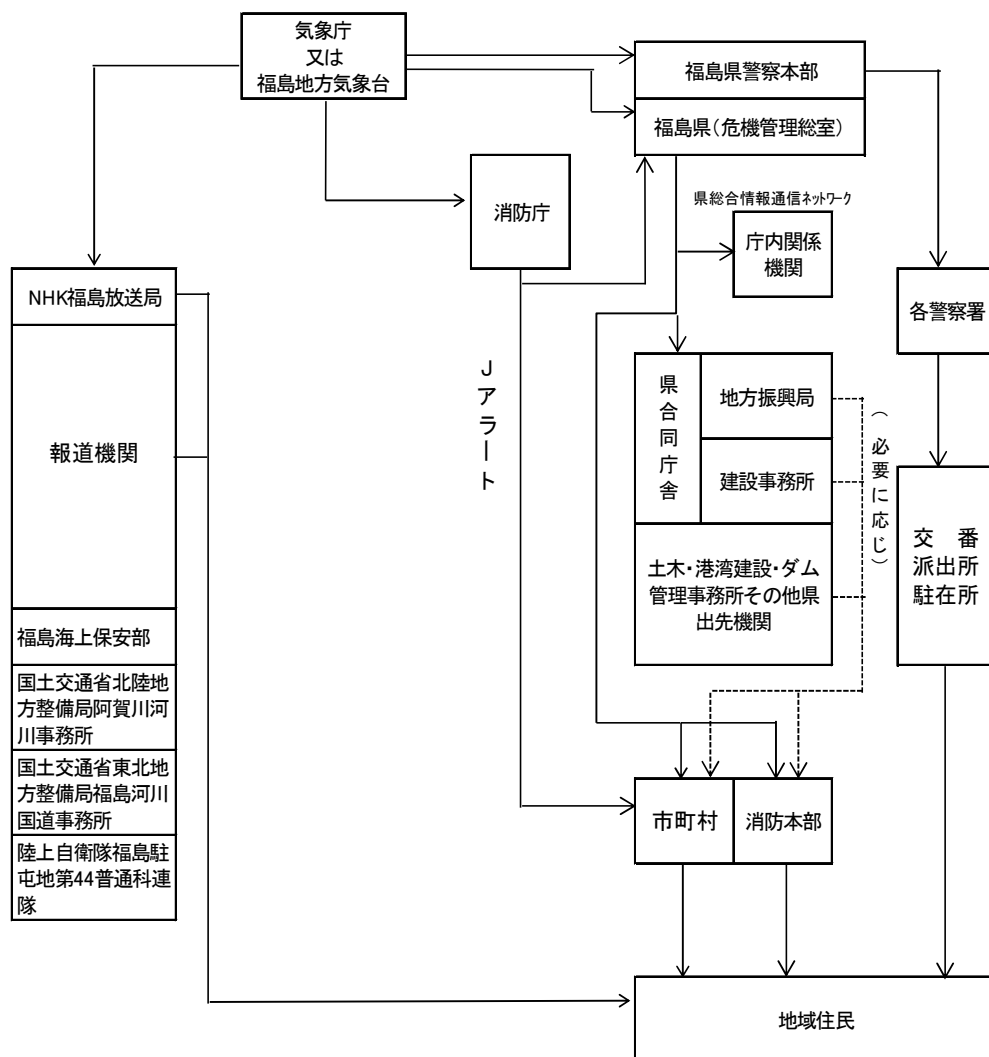 気象庁
又は
福島地方気象台
福島県警察本部
福島県(危機管理総室)
消防庁
県総合情報通信ネットワーク
庁内関係
機関
NHK福島放送局
各警察署
Jアラート
県合同庁舎
地方振興局
(必要に応じ)
報道機関
建設事務所
交　番
派出所
駐在所
土木・港湾建設・ダム
管理事務所その他県
出先機関
福島海上保安部
国土交通省北陸地
方整備局阿賀川河
川事務所
国土交通省東北地
方整備局福島河川
国道事務所
市町村
消防本部
陸上自衛隊福島駐
屯地第44普通科連
隊
地域住民